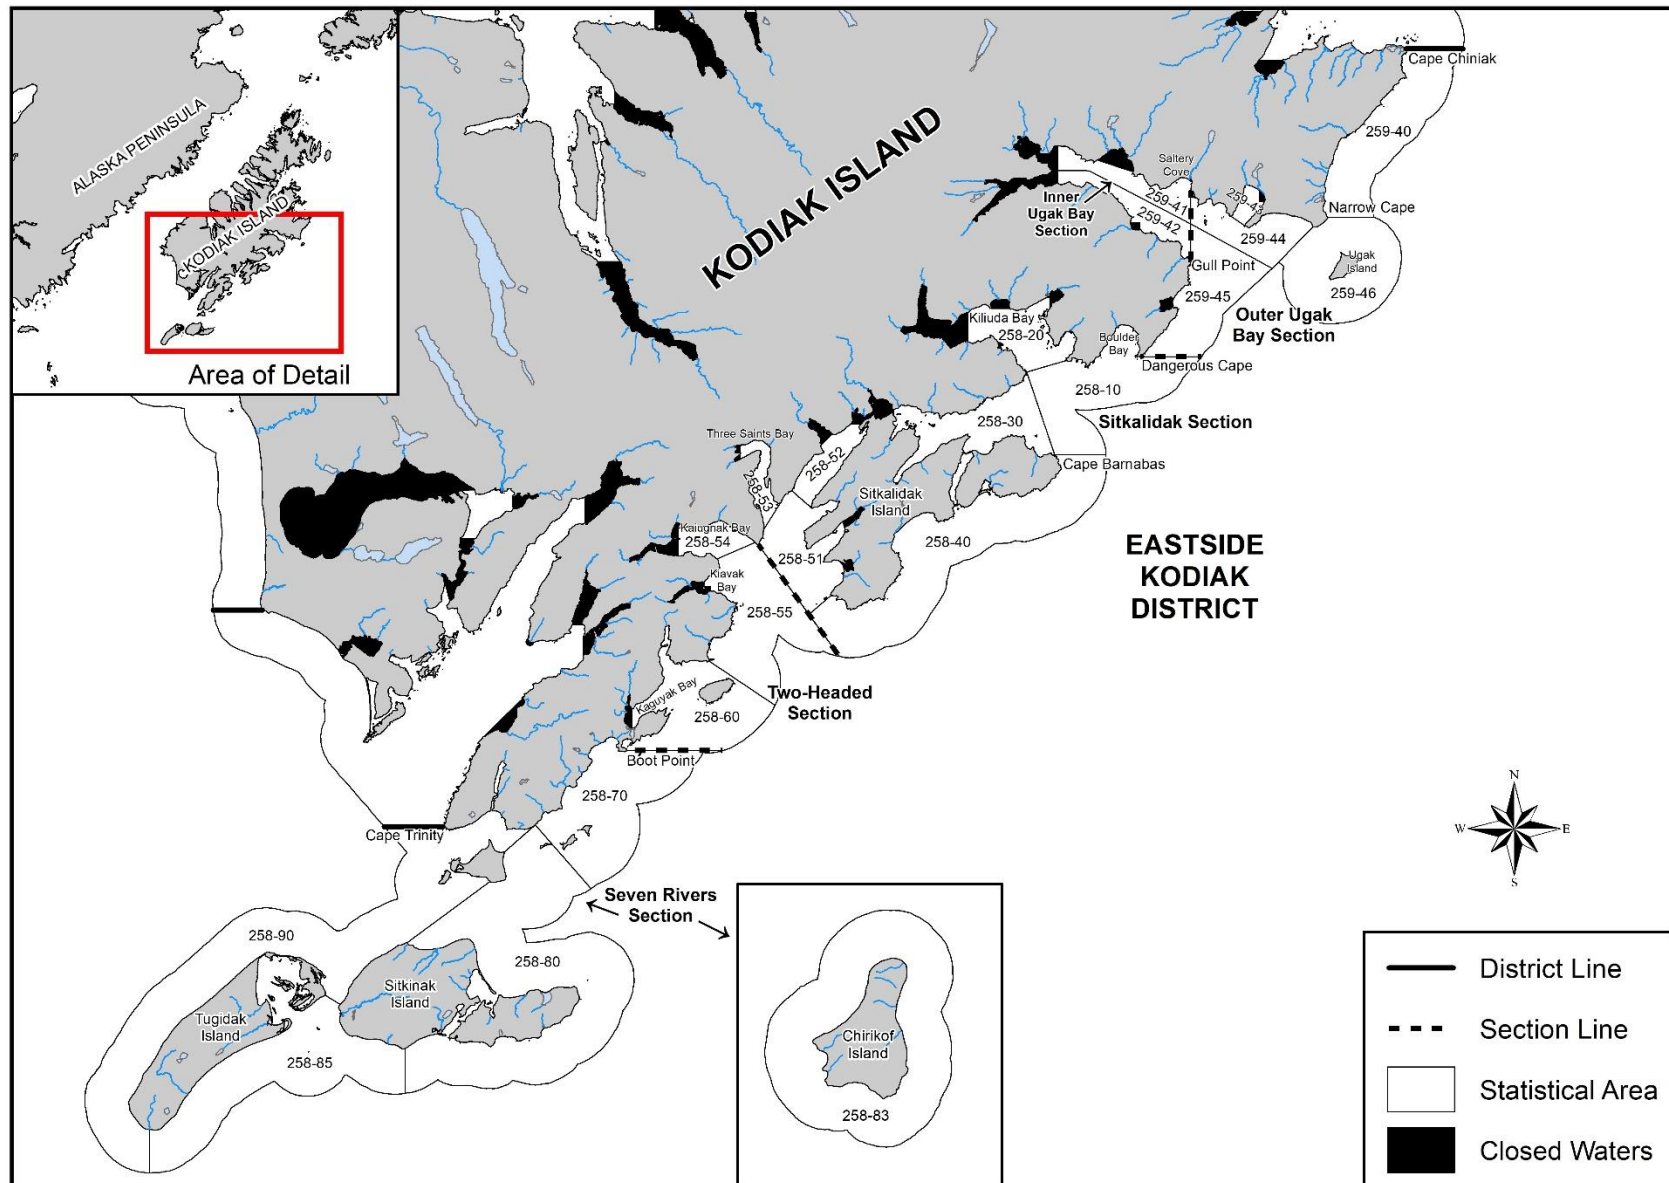 ALASKA PENINSULA
KODIAK ISLAND
Area of Detail
KODIAK ISLAND
Cape Chiniak
259-40
Saltery
Cove
Inner
Ugak Bay
Section
259-41
259-42
259-43
259-44
Narrow Cape
Ugak
Island
259-46
Gull Point
259-45
Outer Ugak
Bay Section
Kiliuda Bay
258-20
Boulder
Bay
Dangerous Cape
258-10
Sitkalidak Section
258-30
Cape Barnabas
Three Saints Bay
258-52
258-53
Sitkalidak
Island
258-40
Kaiugnak Bay
258-54
258-51
Kiavak
Bay
258-55
EASTSIDE
KODIAK
DISTRICT
Two-Headed
Section
Kaguyak Bay
258-60
Boot Point
258-70
Cape Trinity
Seven Rivers
Section
258-90
258-80
Sitkinak
Island
Tugidak
Island
258-85
Chirikof
Island
258-83
N
W
E
S
District Line
Section Line
Statistical Area
Closed Waters